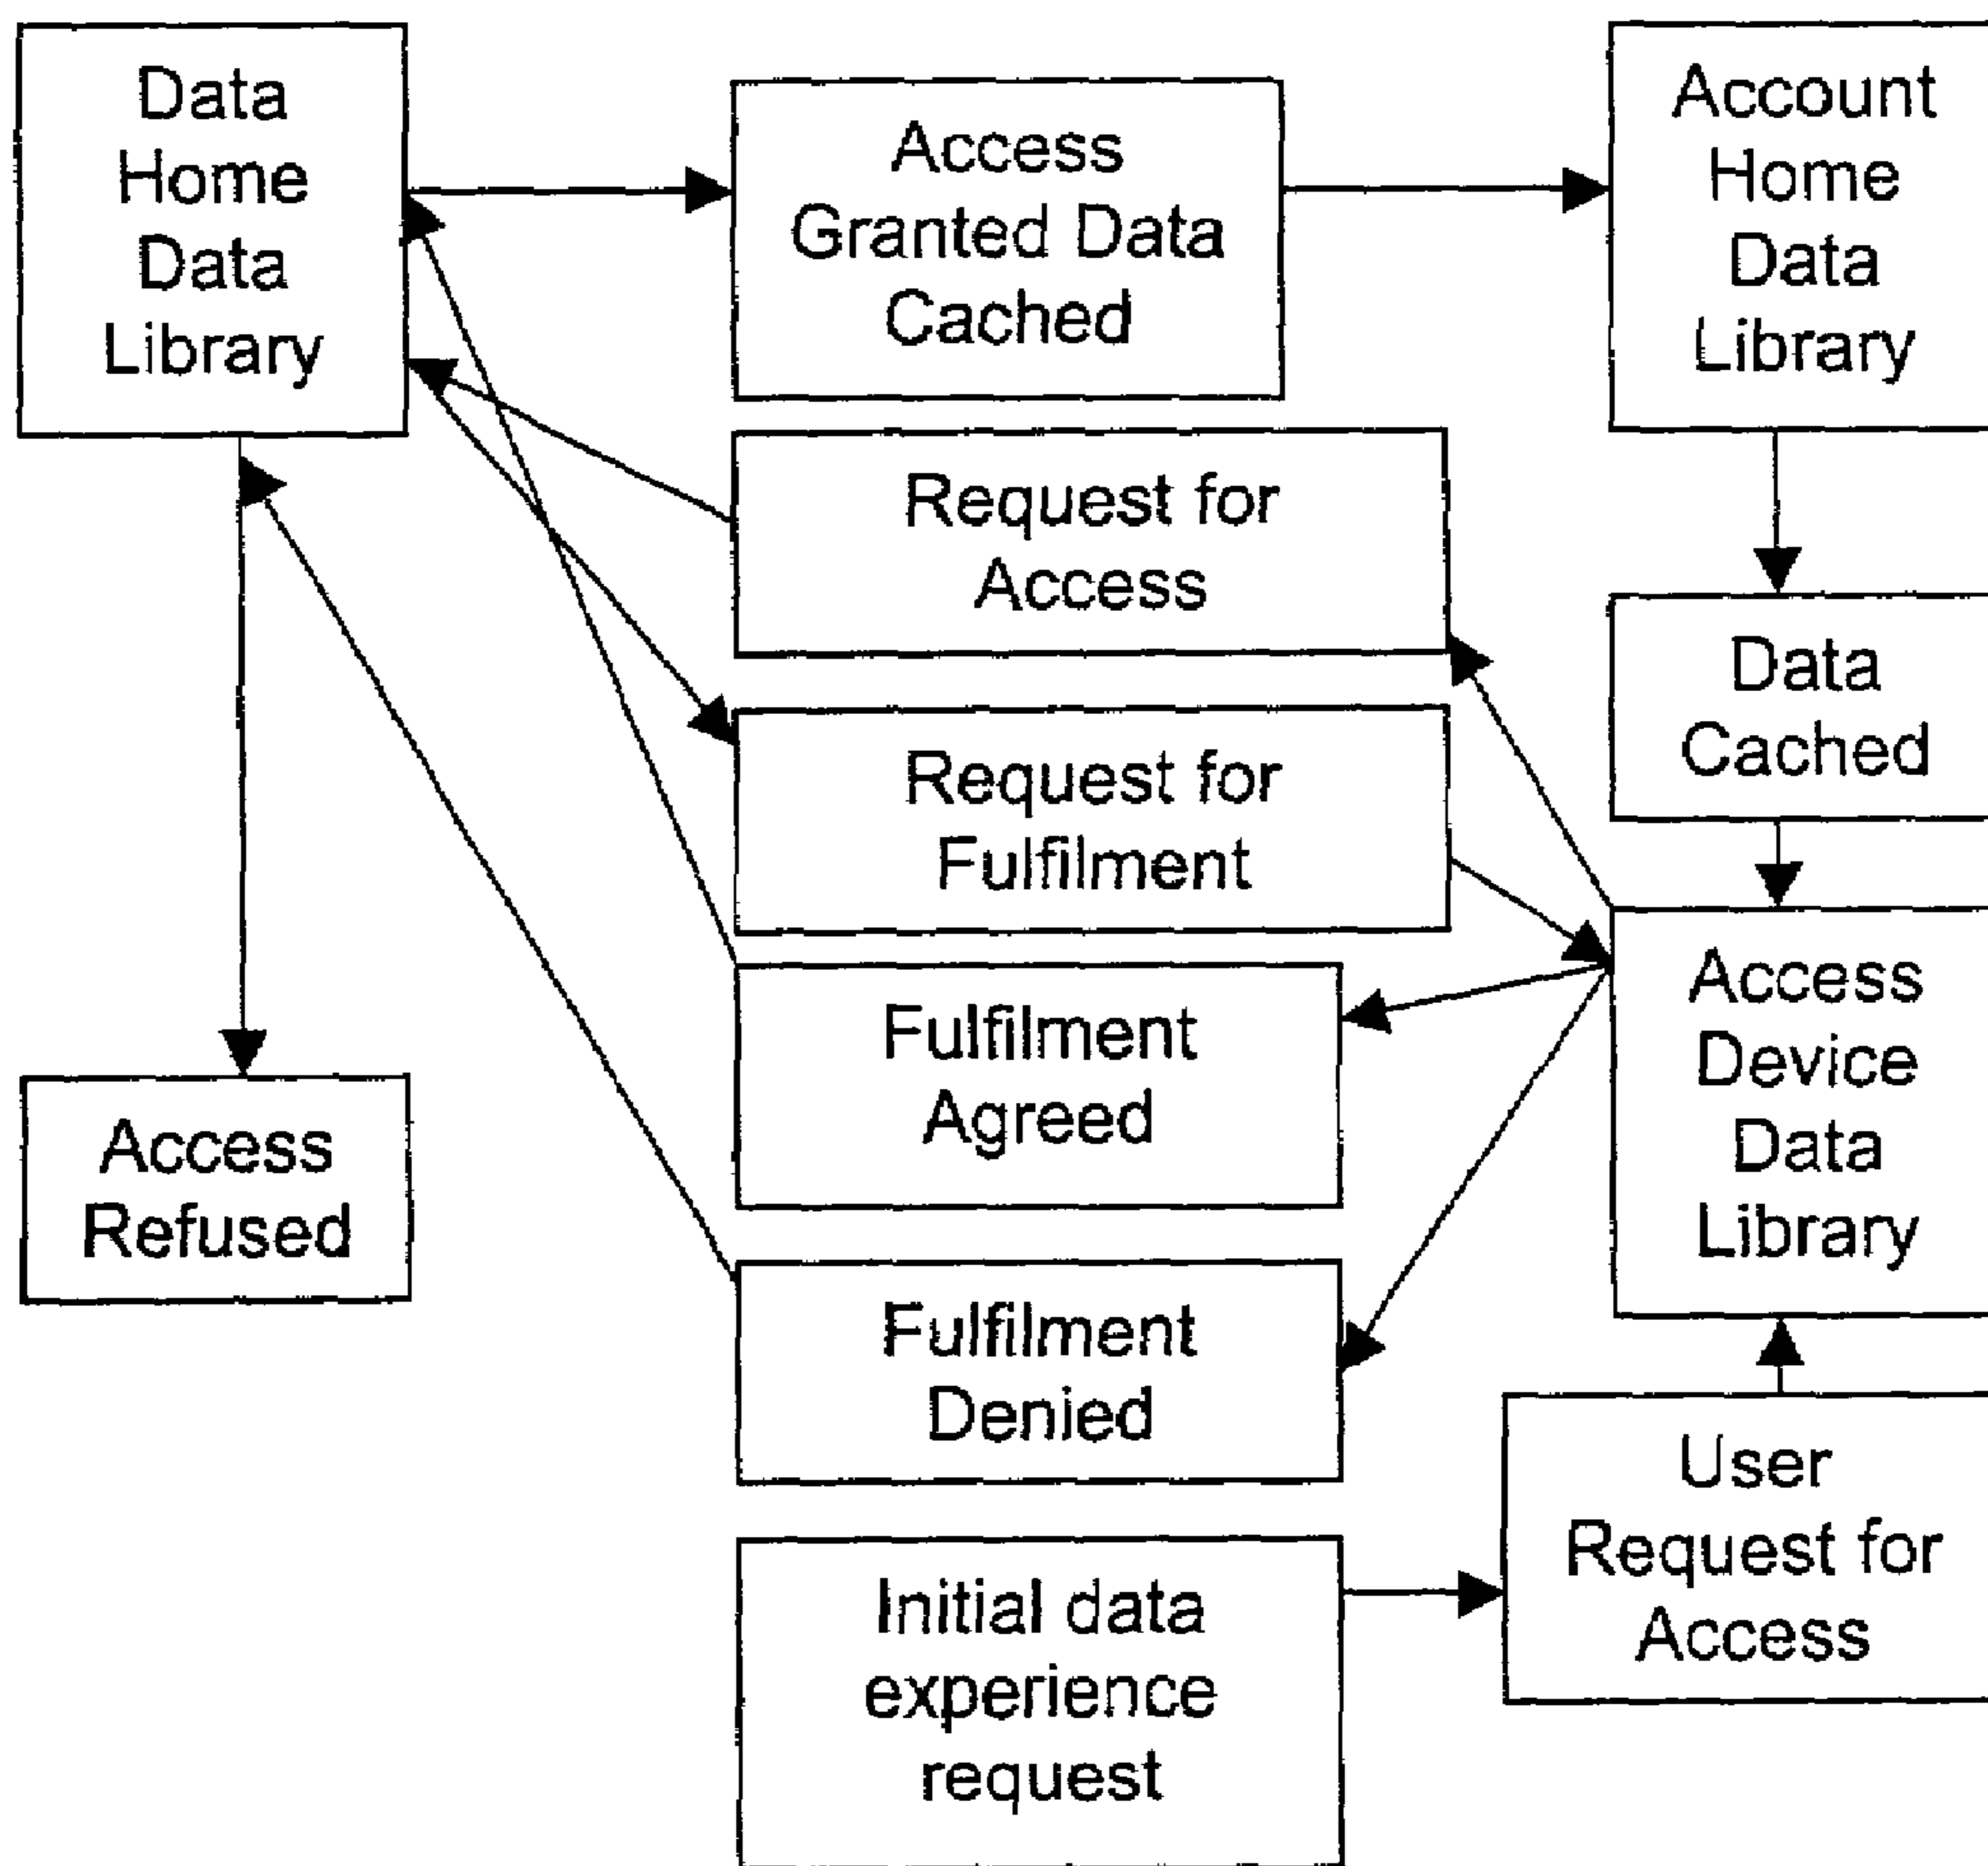 Data
Home
Data
Library
Access
Granted Data
Cached
Account
Home
Data
Library
Request for
Access
Data
Cached
Request for
Fulfilment
Access
Device
Data
Library
Fulfilment
Agreed
Access
Refused
Fulfilment
Denied
User
Request for
Access
Initial data
experience
request